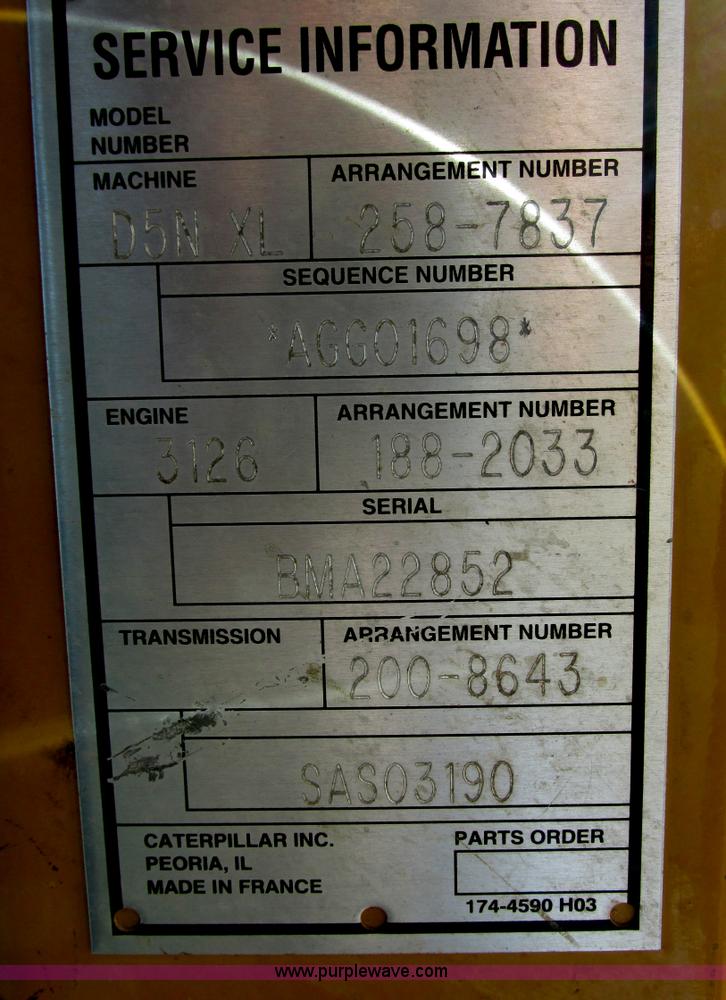 SERVICE INFORMATION
MODEL
NUMBER
MACHINE ARRANGEMENT NUMBER
D5N XL 258-7837
SEQUENCE NUMBER
*AGG01698*
ENGINE ARRANGEMENT NUMBER
3126 188-2033
SERIAL
BMA22852
TRANSMISSION ARRANGEMENT NUMBER
200-8643
SAS03190
CATERPILLAR INC. PARTS ORDER
PEORIA, IL
MADE IN FRANCE
174-4590 H03
www.purplewave.com